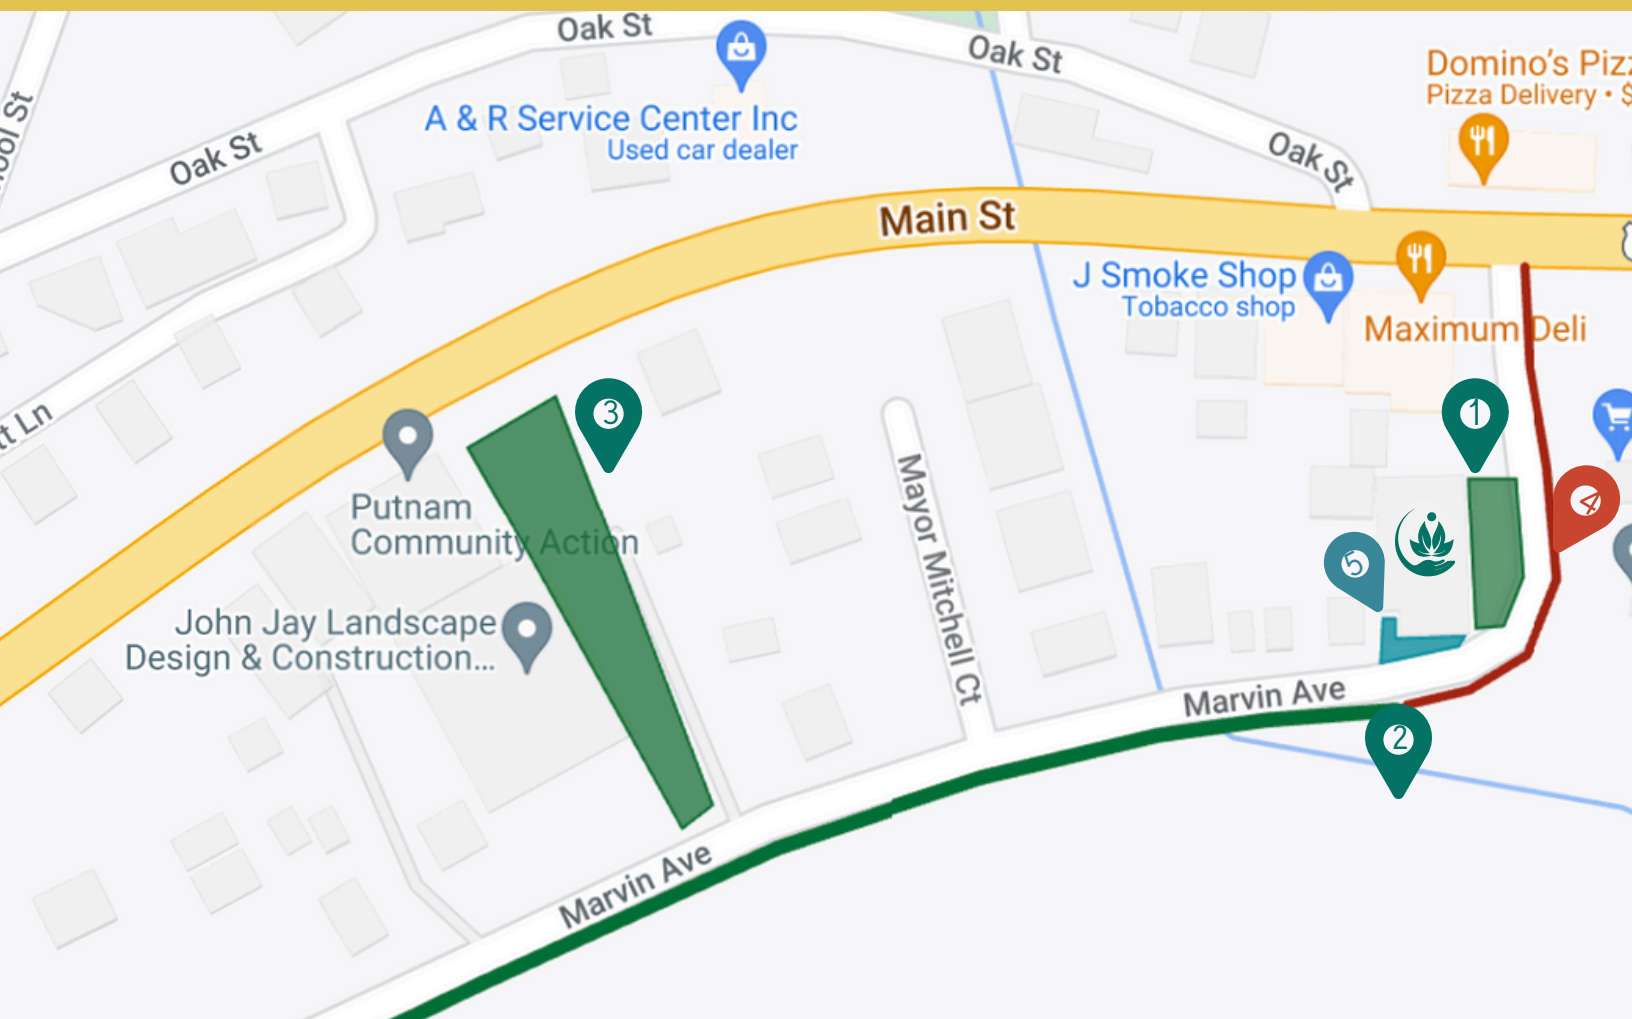 Oak St
Oak St
Domino's
Pizza Delivery • $
A & R Service Center Inc
Used car dealer
Oak St
Oak St
Main St
J Smoke Shop
Tobacco shop
Maximum Deli
3
1
Putnam
Community Action
4
5
Mayor Mitchell Ct
John Jay Landscape
Design & Construction...
Marvin Ave
2
Marvin Ave